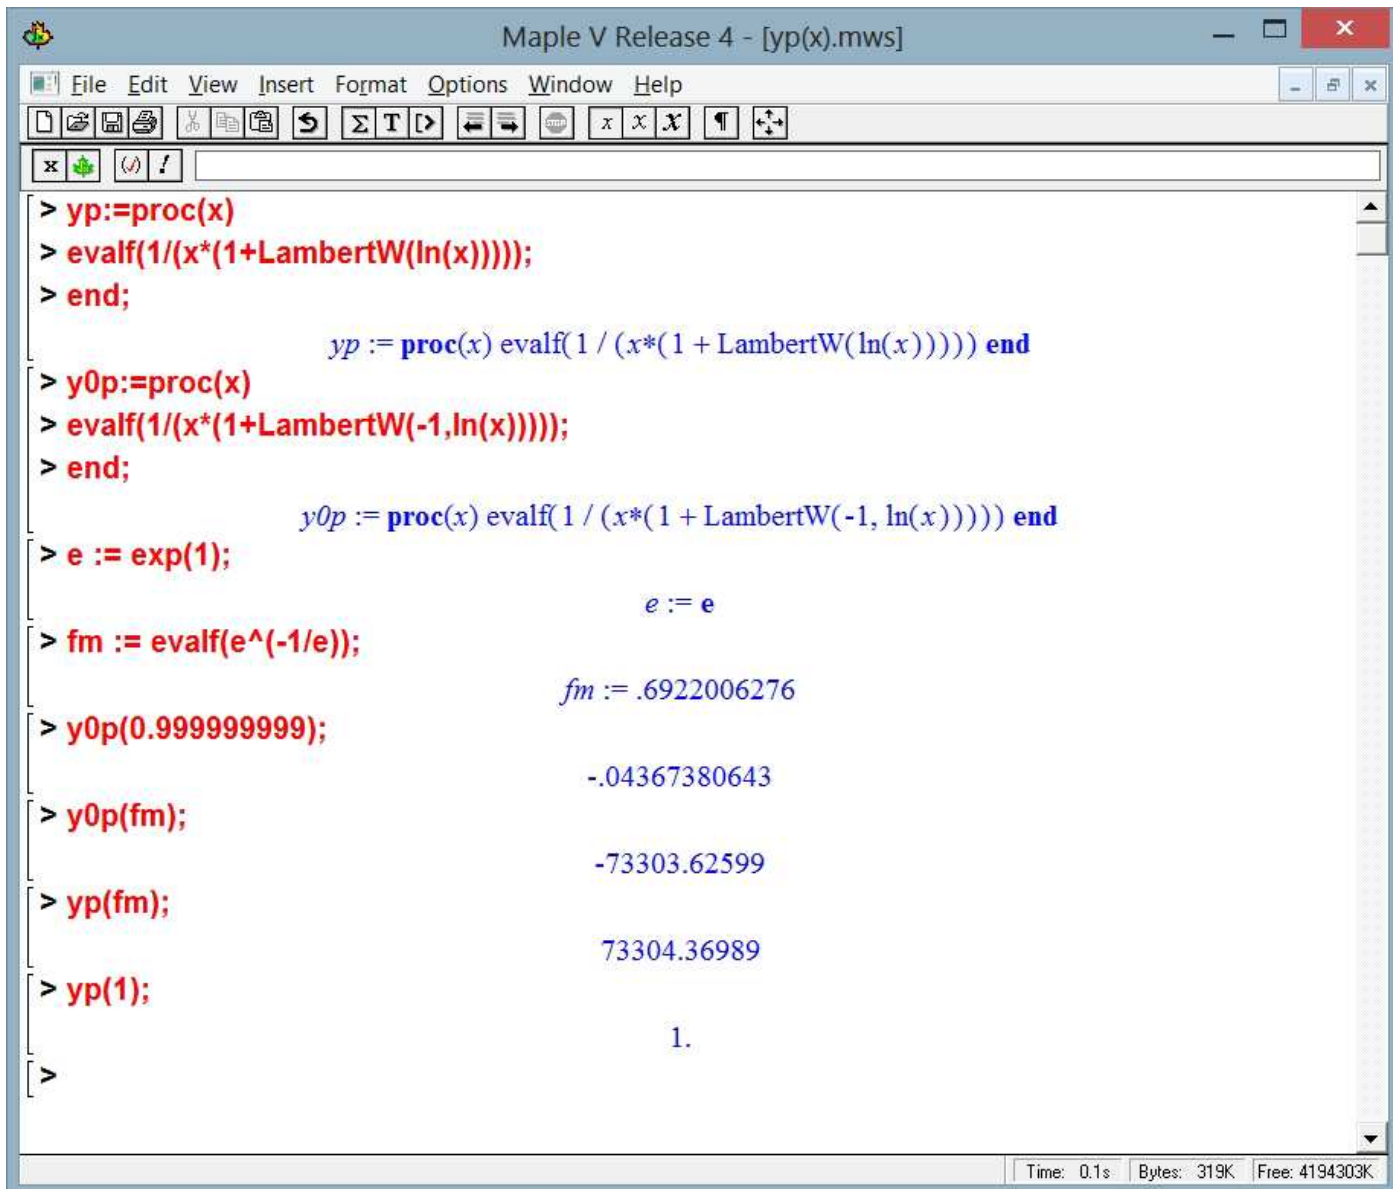 Maple V Release 4 - [yp(x).mws]
File Edit View Insert Format Options Window Help
Σ T [> STOP x x x ¶
x (√) !
> yp:=proc(x)
> evalf(1/(x*(1+LambertW(ln(x)))));
> end;
yp := proc(x) evalf(1 / (x*(1 + LambertW(ln(x))))) end
> y0p:=proc(x)
> evalf(1/(x*(1+LambertW(-1,ln(x)))));
> end;
y0p := proc(x) evalf(1 / (x*(1 + LambertW(-1, ln(x))))) end
> e := exp(1);
e := e
> fm := evalf(e^(-1/e));
fm := .6922006276
> y0p(0.999999999);
-.04367380643
> y0p(fm);
-73303.62599
> yp(fm);
73304.36989
> yp(1);
1.
>
Time: 0.1s Bytes: 319K Free: 4194303K